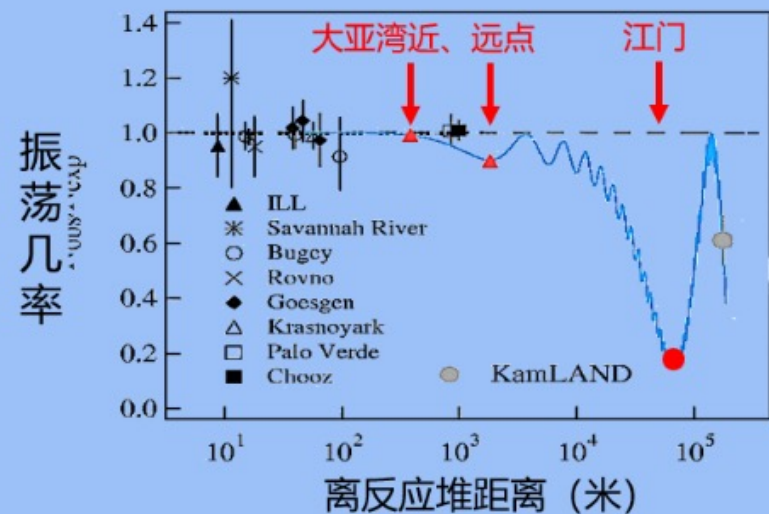 1.4
1.2
1.0
0.8
0.6
0.4
0.2
0.0
振荡几率
大亚湾近、远点
江门
ILL
Savannah River
Bugey
Rovno
Goesgen
Krasnoyark
Palo Verde
Chooz
KamLAND
10¹ 10² 10³ 10⁴ 10⁵
离反应堆距离（米）